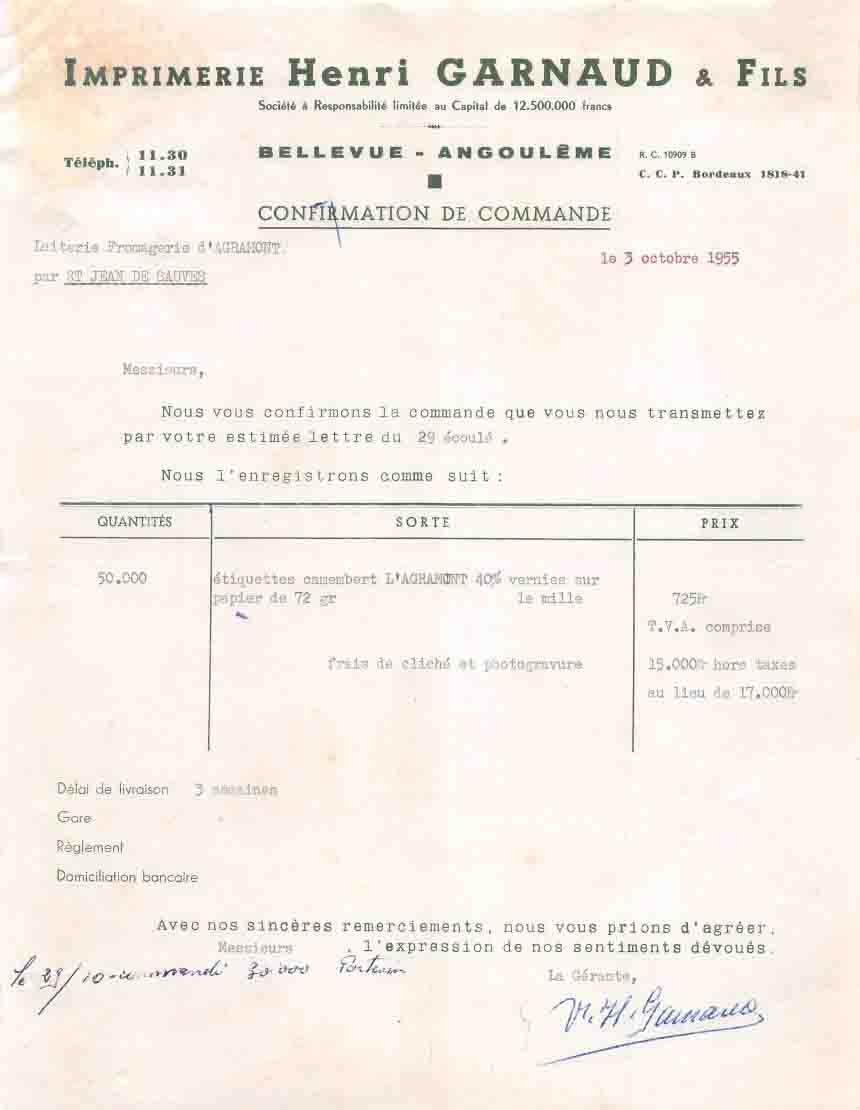 IMPRIMERIE Henri GARNAUD & FILS
Société à Responsabilité limitée au Capital de 12.500.000 francs
Téléph. 11.30
11.31
BELLEVUE - ANGOULÊME
R. C. 10909 B
C. C. P. Bordeaux 1818-41
CONFIRMATION DE COMMANDE
Laiterie Fromagerie d'AGRAMONT.
par ST JEAN DE SAUVES
le 3 octobre 1955
Messieurs,
Nous vous confirmons la commande que vous nous transmettez
par votre estimée lettre du 29 écoulé .
Nous l'enregistrons comme suit :
QUANTITÉS SORTE PRIX
50.000 étiquettes camembert L'AGRAMONT 40% vernies sur
papier de 72 gr le mille 725fr
T.V.A. comprise
frais de cliché et photogravure 15.000fr hors taxes
au lieu de 17.000fr
Délai de livraison 3 semaines
Gare
Règlement
Domiciliation bancaire
Avec nos sincères remerciements, nous vous prions d'agréer.
Messieurs , l'expression de nos sentiments dévoués.
le 29/10 30.000
La Gérante,